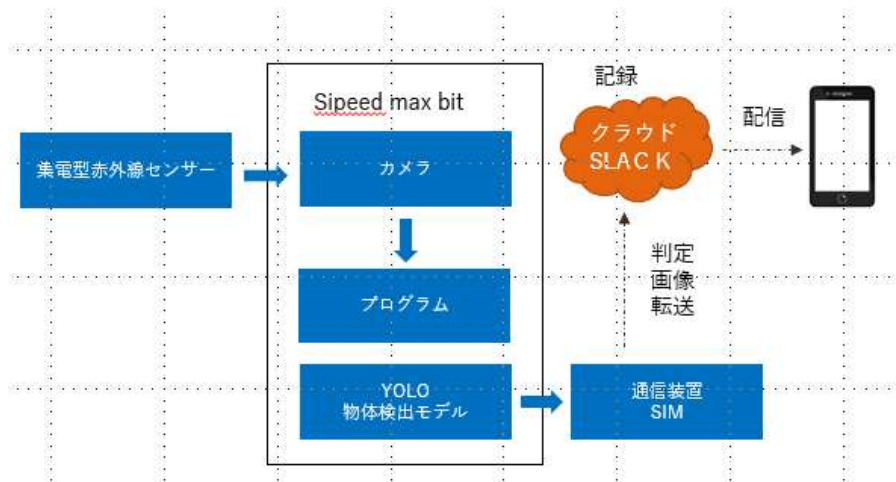 Sipeed max bit
集電型赤外線センサー
カメラ
プログラム
YOLO
物体検出モデル
通信装置
SIM
判定
画像
転送
記録
クラウド
SLACK
配信